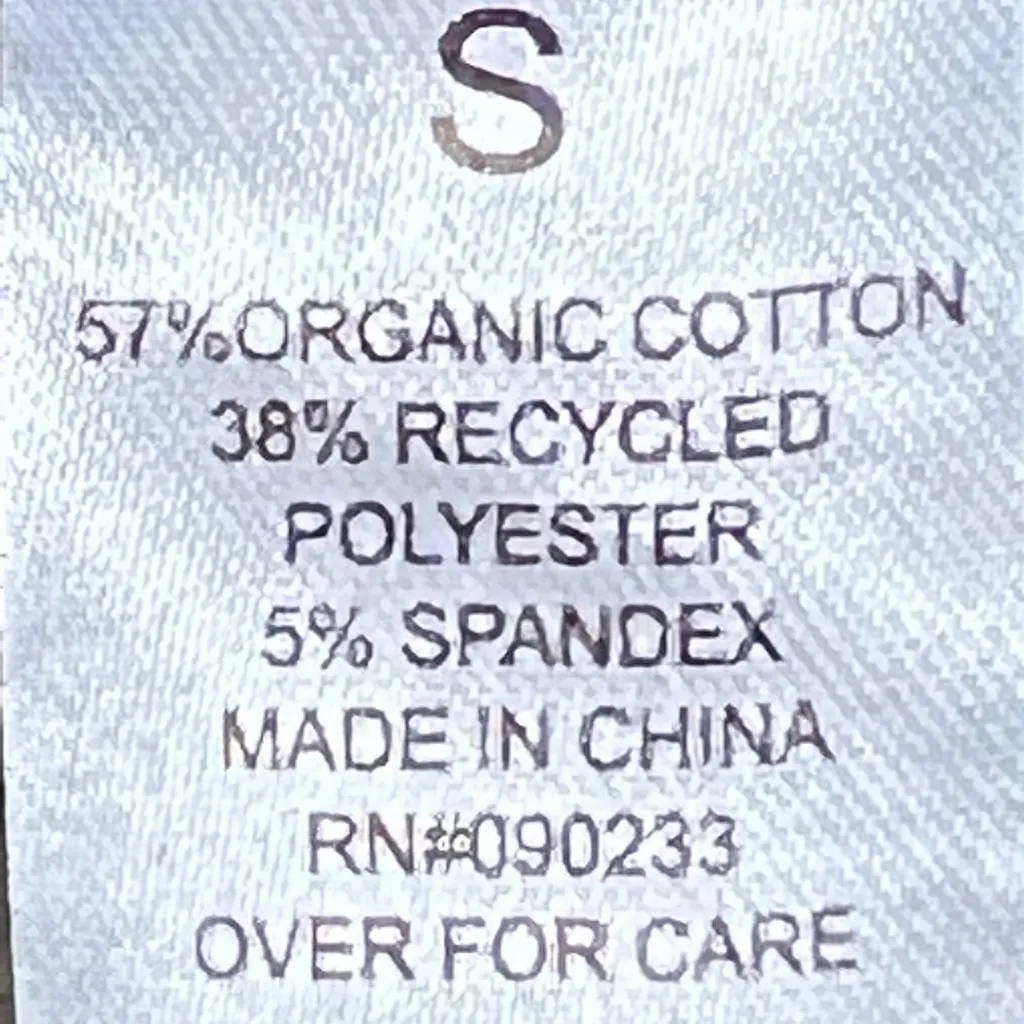 S
57%ORGANIC COTTON
38% RECYCLED
POLYESTER
5% SPANDEX
MADE IN CHINA
RN#090233
OVER FOR CARE